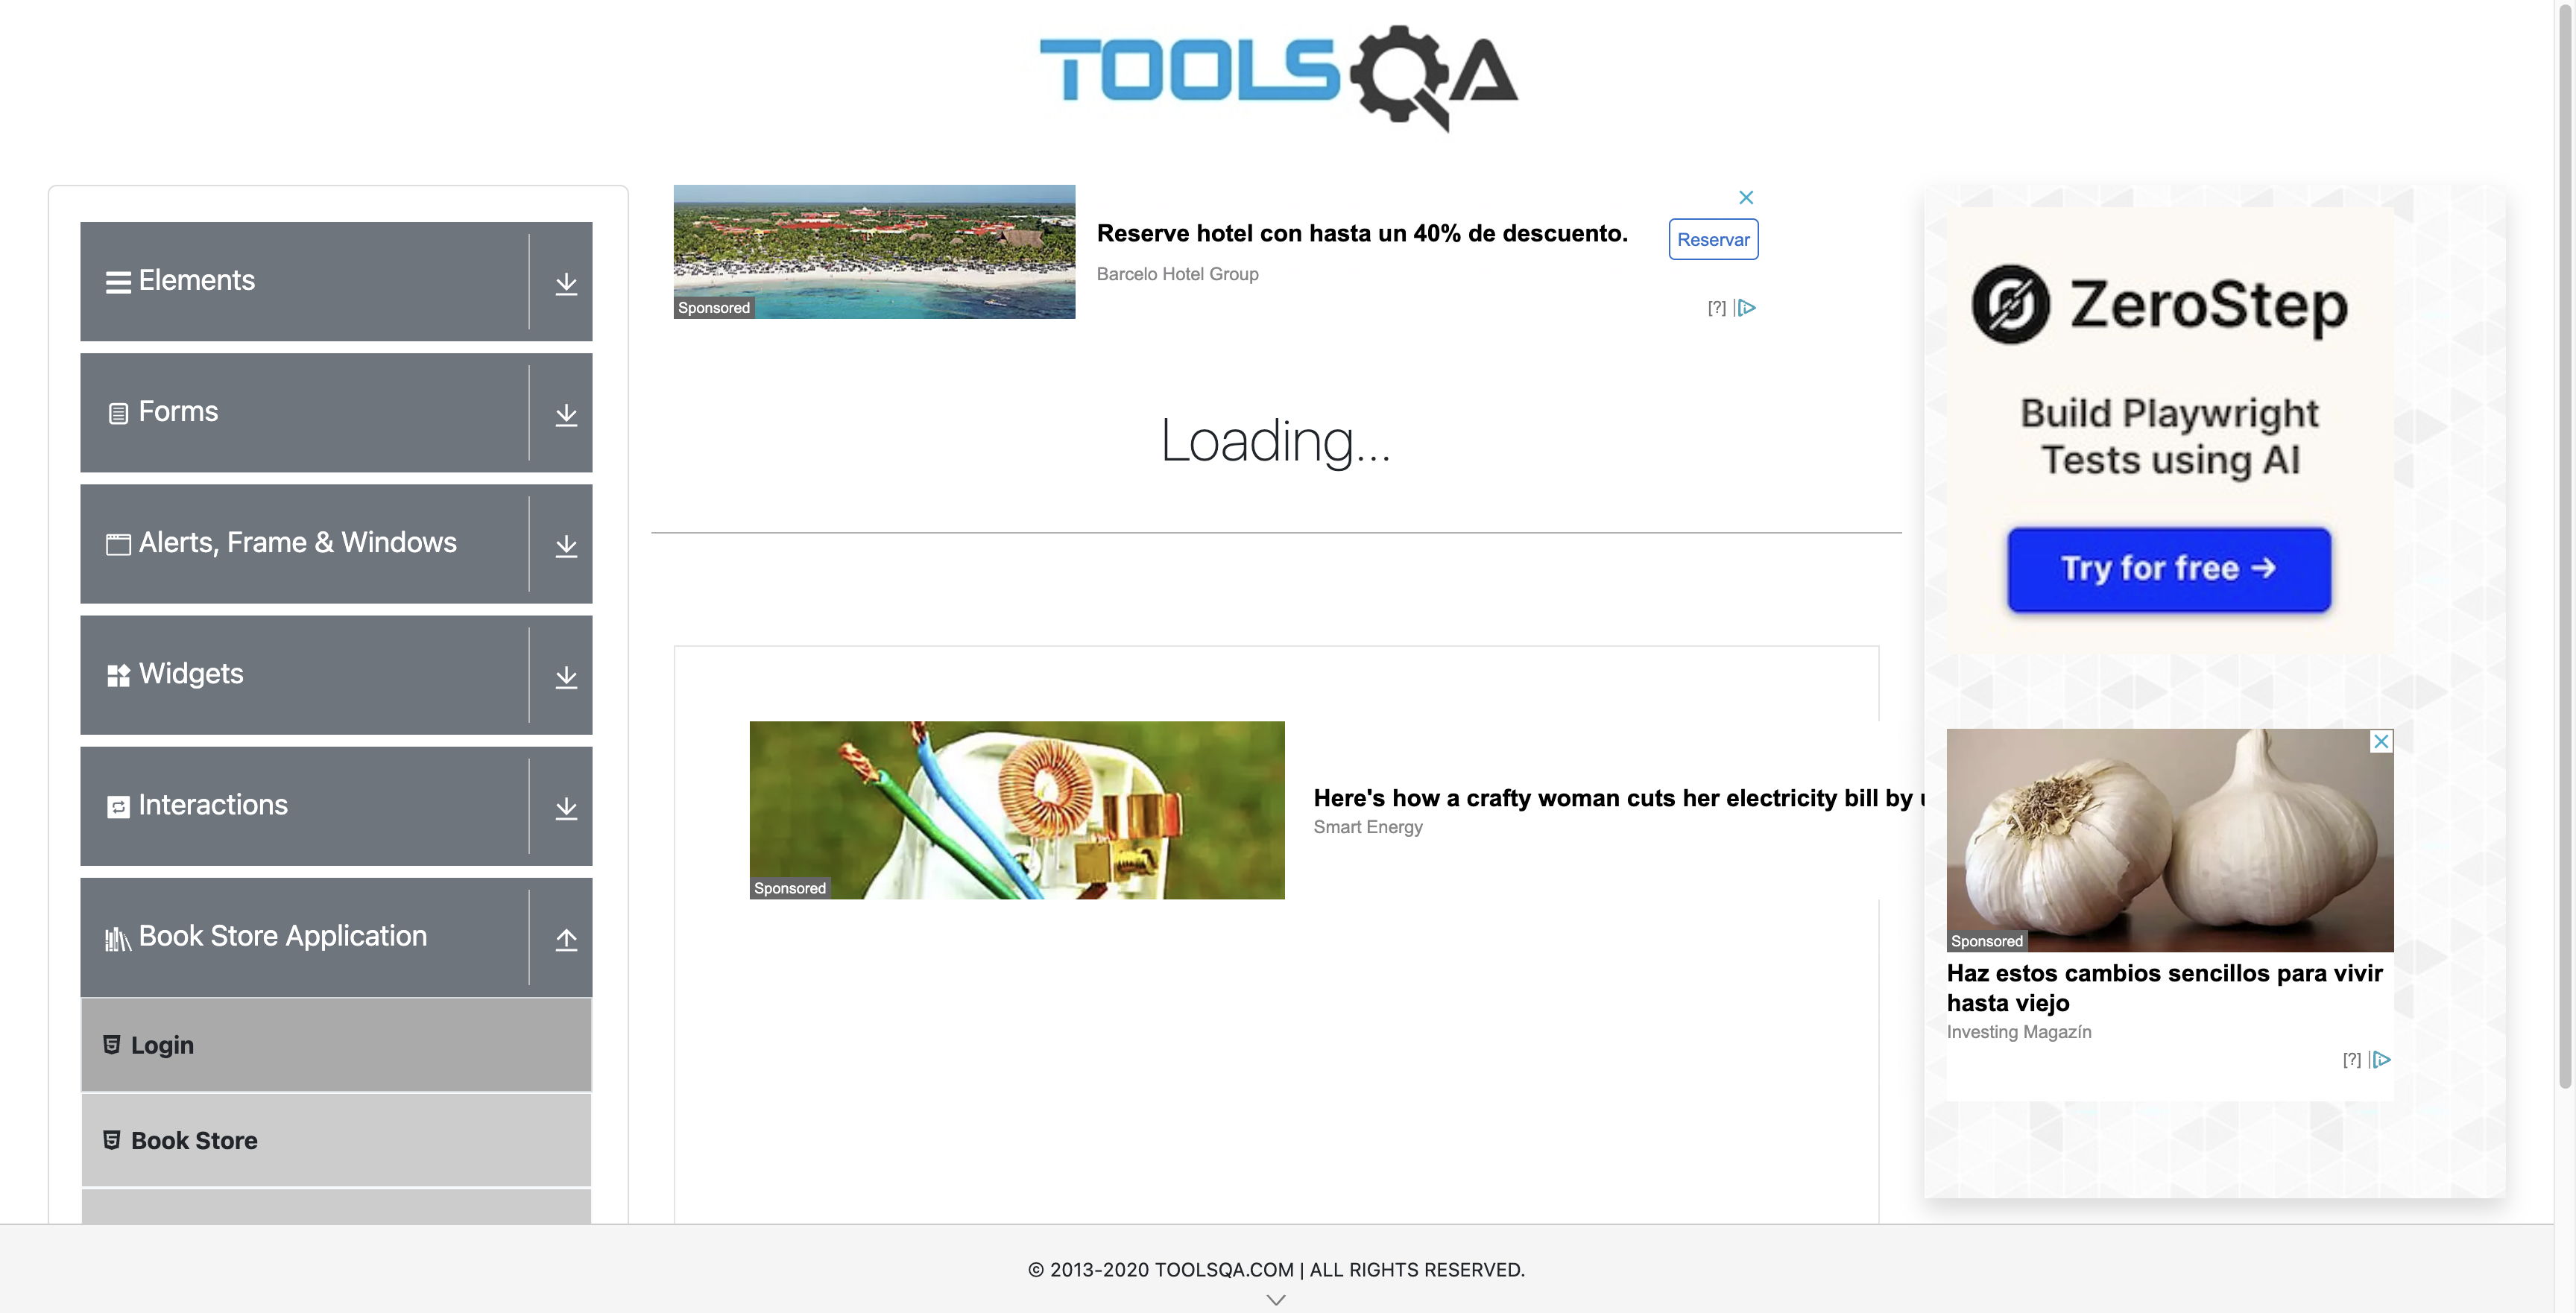 TOOLSQA
Elements
Forms
Alerts, Frame & Windows
Widgets
Interactions
Book Store Application
Login
Book Store
Reserve hotel con hasta un 40% de descuento.
Barcelo Hotel Group
Reservar
Sponsored
[?]
Loading...
Here's how a crafty woman cuts her electricity bill by
Smart Energy
Sponsored
ZeroStep
Build Playwright
Tests using AI
Try for free →
Sponsored
Haz estos cambios sencillos para vivir
hasta viejo
Investing Magazín
[?]
© 2013-2020 TOOLSQA.COM | ALL RIGHTS RESERVED.